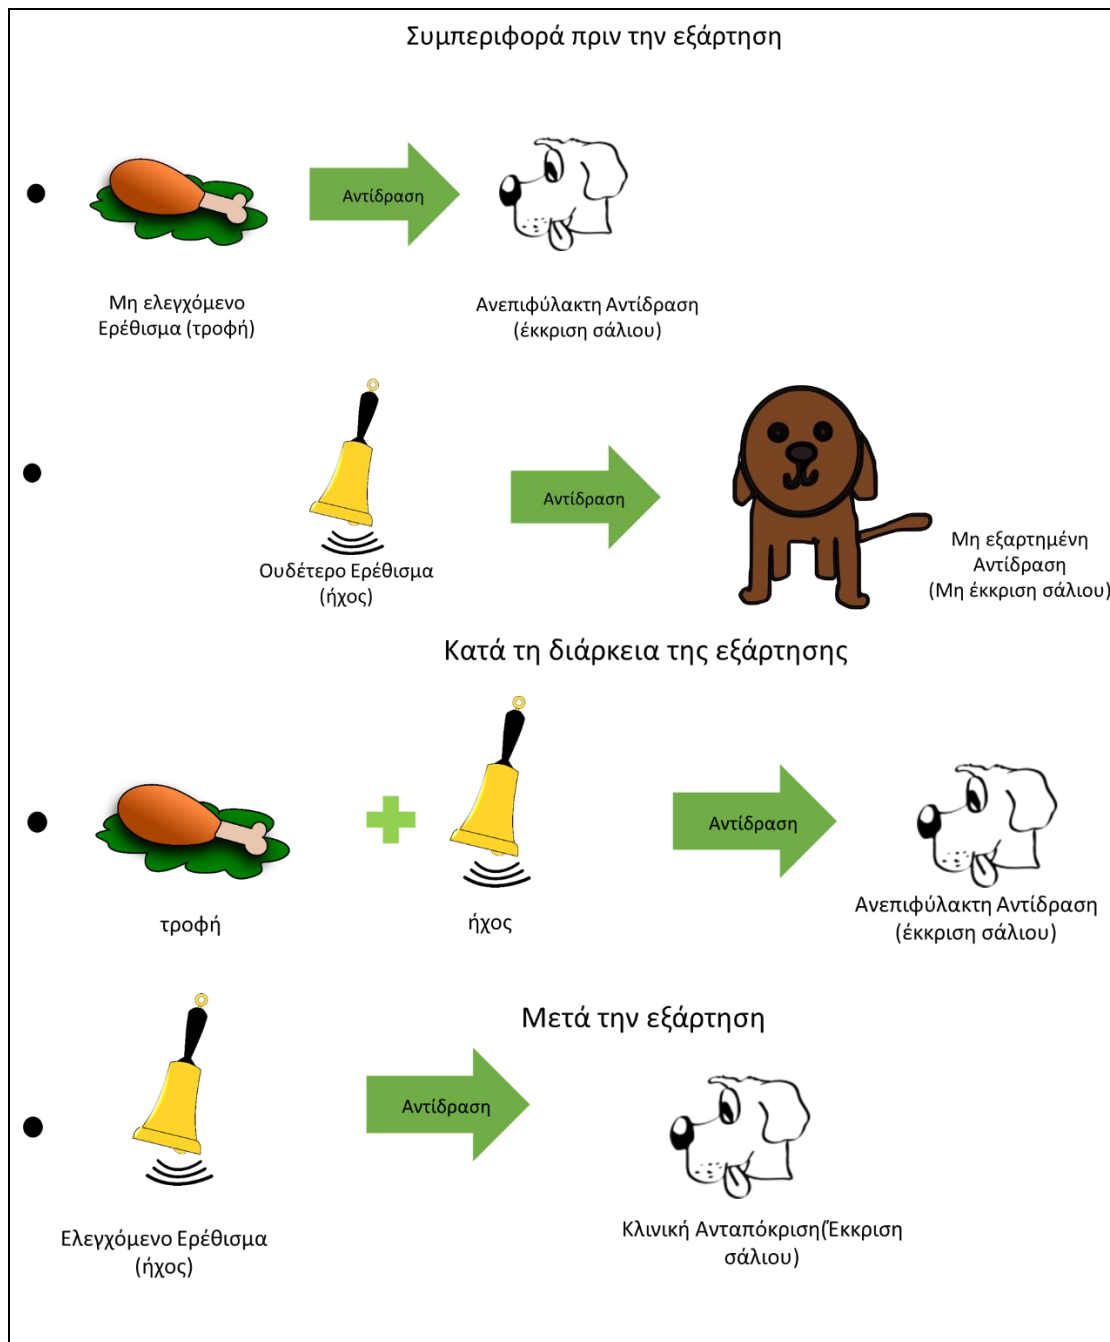 Συμπεριφορά πριν την εξάρτηση
Αντίδραση
Μη ελεγχόμενο
Ερέθισμα (τροφή)
Ανεπιφύλακτη Αντίδραση
(έκκριση σάλιου)
Αντίδραση
Ουδέτερο Ερέθισμα
(ήχος)
Μη εξαρτημένη
Αντίδραση
(Μη έκκριση σάλιου)
Κατά τη διάρκεια της εξάρτησης
Αντίδραση
τροφή
ήχος
Ανεπιφύλακτη Αντίδραση
(έκκριση σάλιου)
Μετά την εξάρτηση
Αντίδραση
Ελεγχόμενο Ερέθισμα
(ήχος)
Κλινική Ανταπόκριση(Έκκριση
σάλιου)